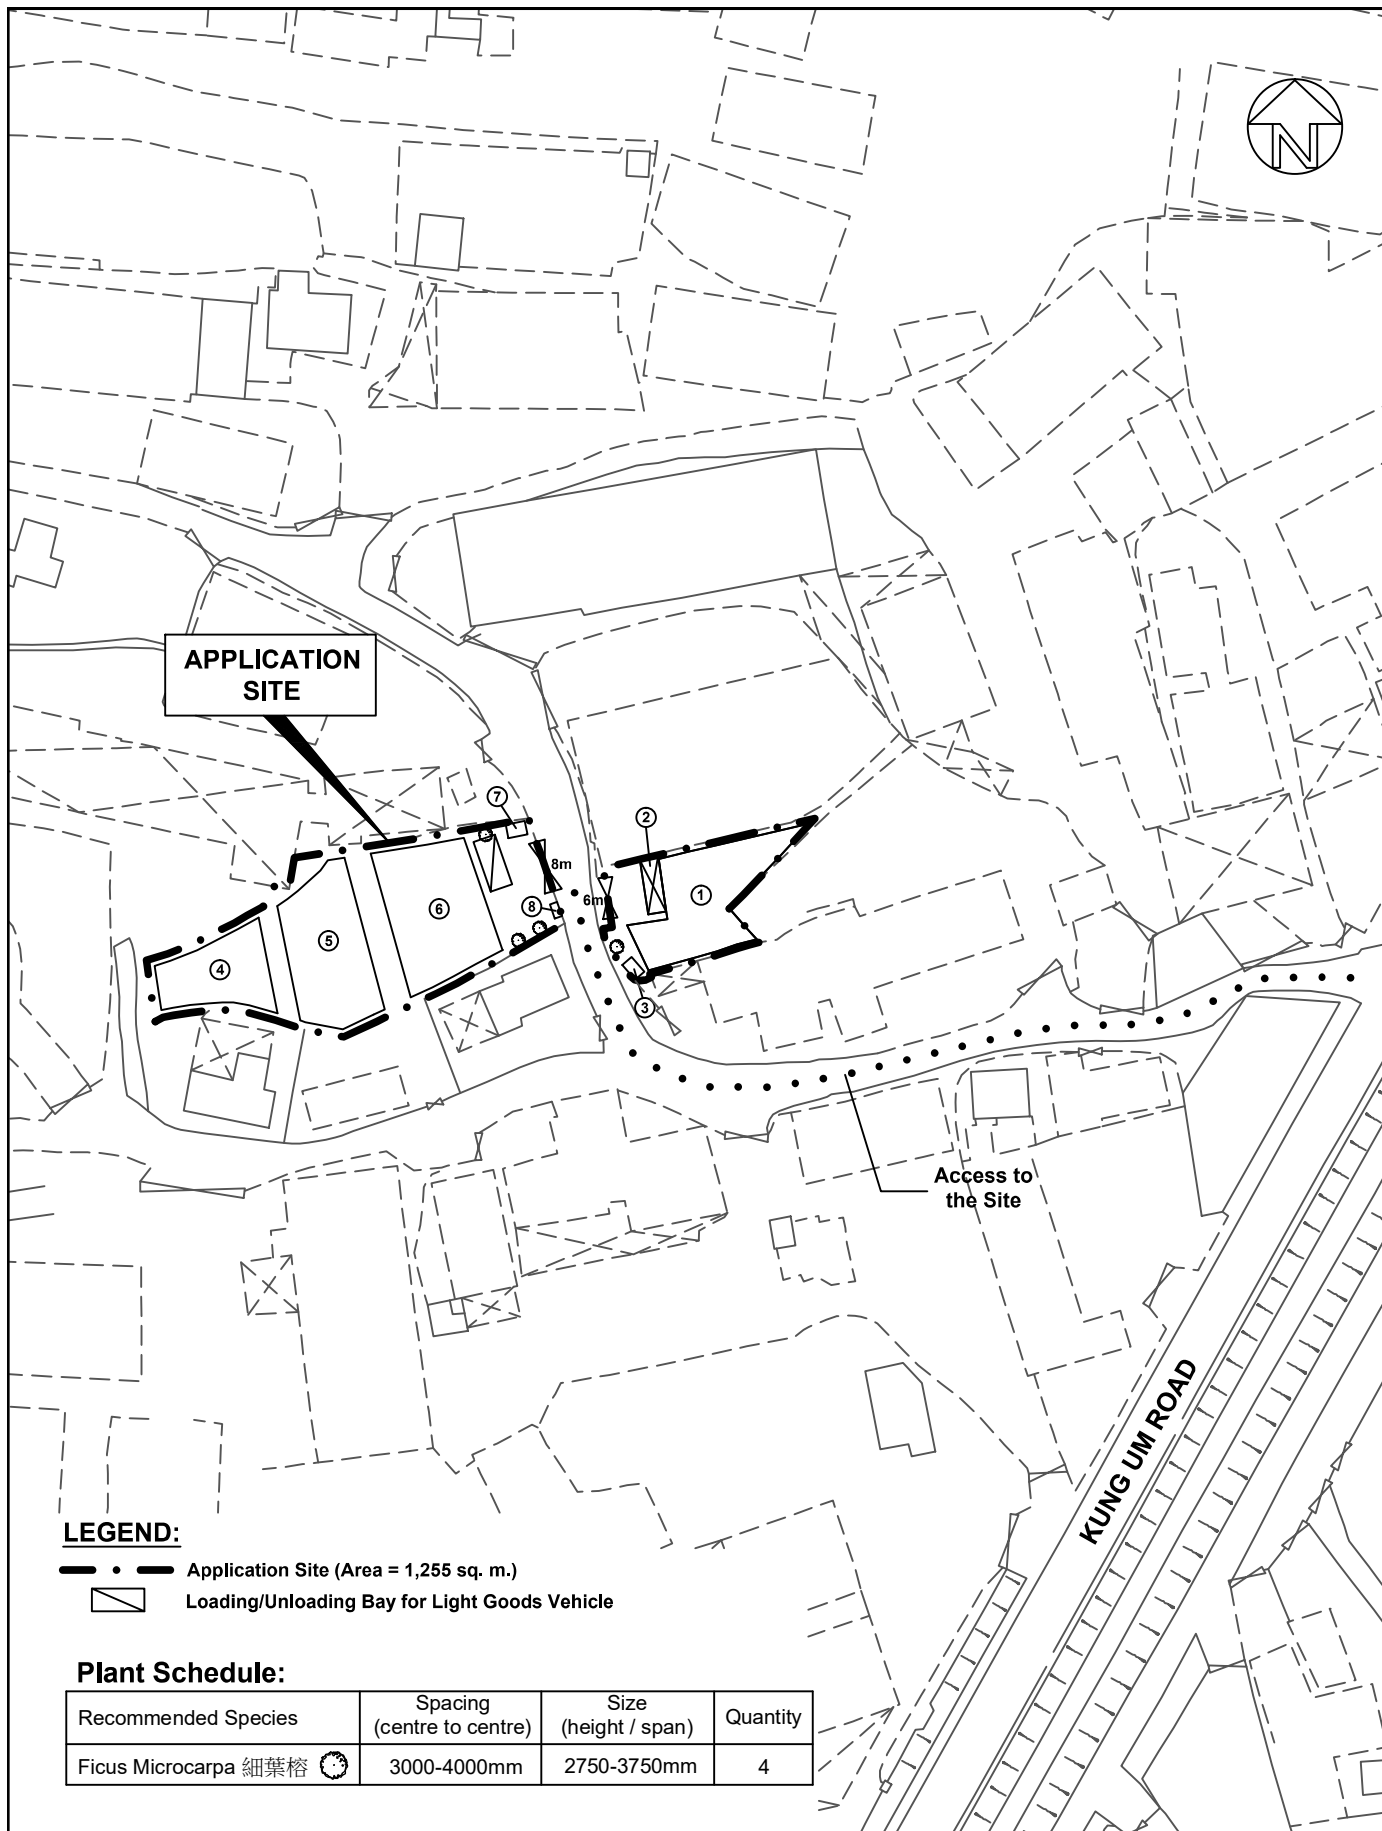 N
APPLICATION
SITE
⑦
②
8m
6m
①
⑧
⑥
⑤
④
③
Access to
the Site
KUNG UM ROAD
LEGEND:
Application Site (Area = 1,255 sq. m.)
Loading/Unloading Bay for Light Goods Vehicle
Plant Schedule:
Recommended Species
Spacing
(centre to centre)
Size
(height / span)
Quantity
Ficus Microcarpa 細葉榕
3000-4000mm
2750-3750mm
4